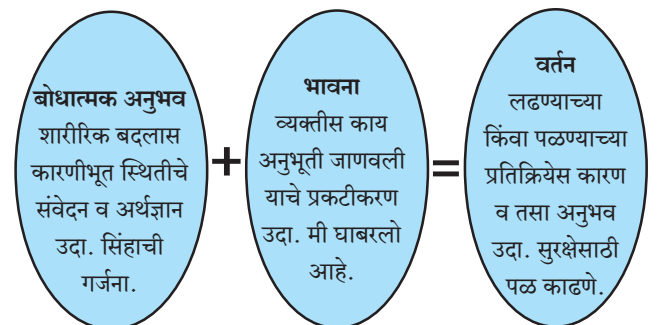 बोधात्मक अनुभव
शारीरिक बदलास
कारणीभूत स्थितीचे
संवेदन व अर्थज्ञान
उदा. सिंहाची
गर्जना.
+
भावना
व्यक्तीस काय
अनुभूती जाणवली
याचे प्रकटीकरण
उदा. मी घाबरलो
आहे.
=
वर्तन
लढण्याच्या
किंवा पळण्याच्या
प्रतिक्रियेस कारण
व तसा अनुभव
उदा. सुरक्षेसाठी
पळ काढणे.